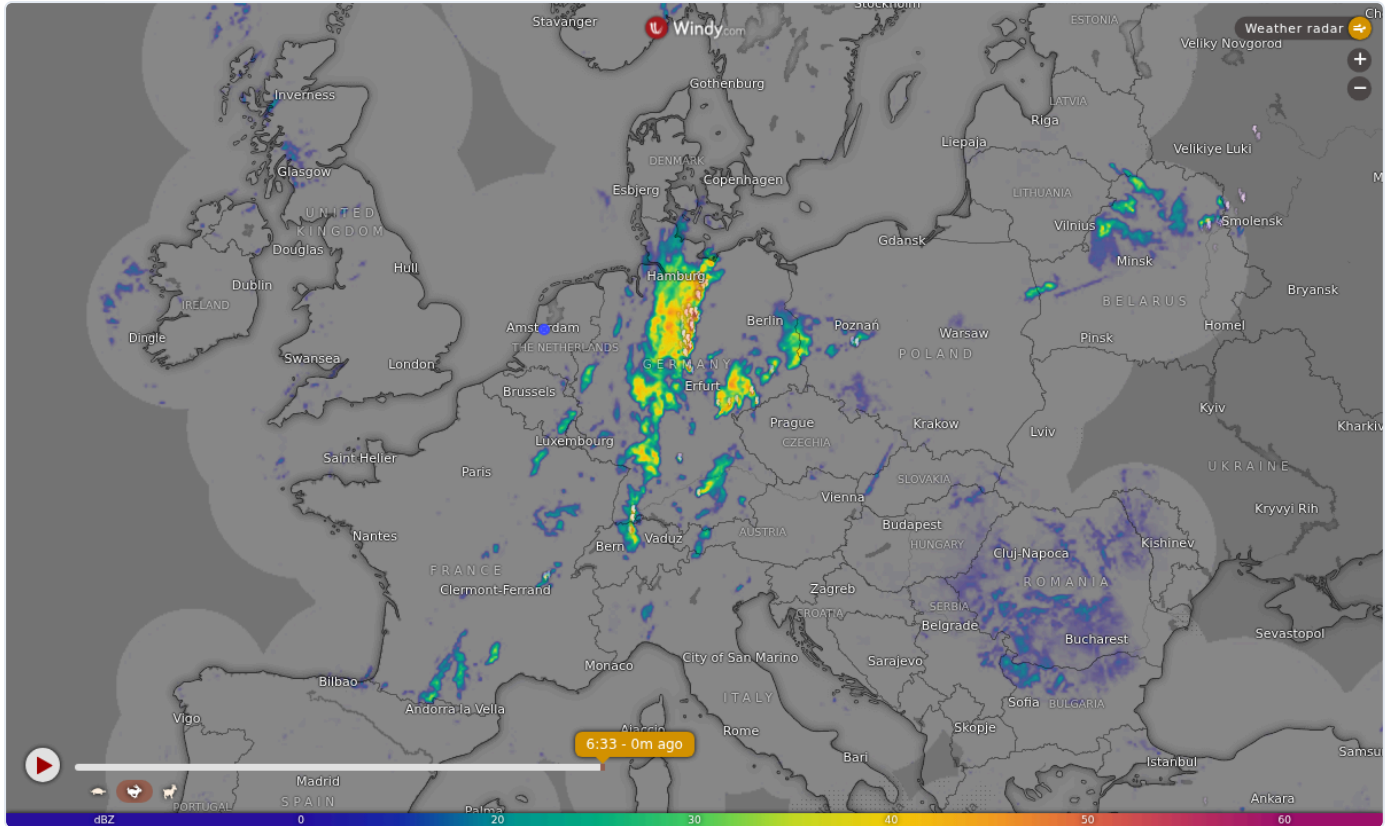 Stavanger
Stockholm
ESTONIA
Windy.com
Weather radar
Veliky Novgorod
+
−
Gothenburg
Inverness
LATVIA
Riga
Liepaja
Velikiye Luki
DENMARK
Glasgow
Copenhagen
Esbjerg
LITHUANIA
UNITED
KINGDOM
Vilnius
Smolensk
Douglas
Gdansk
Hull
Hamburg
Minsk
Dublin
Bryansk
IRELAND
BELARUS
Berlin
Poznań
Homel
Amsterdam
Warsaw
Dingle
Pinsk
THE NETHERLANDS
POLAND
Swansea
London
GERMANY
Erfurt
Brussels
Kyiv
Prague
Krakow
Kharkiv
Lviv
Luxembourg
CZECHIA
Saint Helier
Paris
UKRAINE
SLOVAKIA
Vienna
Kryvyi Rih
Budapest
Nantes
AUSTRIA
Vaduz
Bern
HUNGARY
Kishinev
Cluj-Napoca
FRANCE
ROMANIA
Clermont-Ferrand
Zagreb
SERBIA
CROATIA
Belgrade
Sevastopol
Bucharest
City of San Marino
Monaco
Sarajevo
Bilbao
ITALY
Sofia
BULGARIA
Andorra la Vella
Vigo
Ajaccio
Rome
Skopje
6:33 - 0m ago
Bari
Istanbul
Madrid
SPAIN
Ankara
PORTUGAL
Palma
dBZ
0
20
30
40
50
60